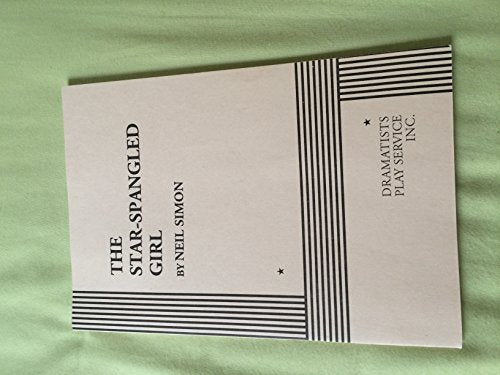 THE
STAR-SPANGLED
GIRL
BY NEIL SIMON
DRAMATISTS
PLAY SERVICE
INC.